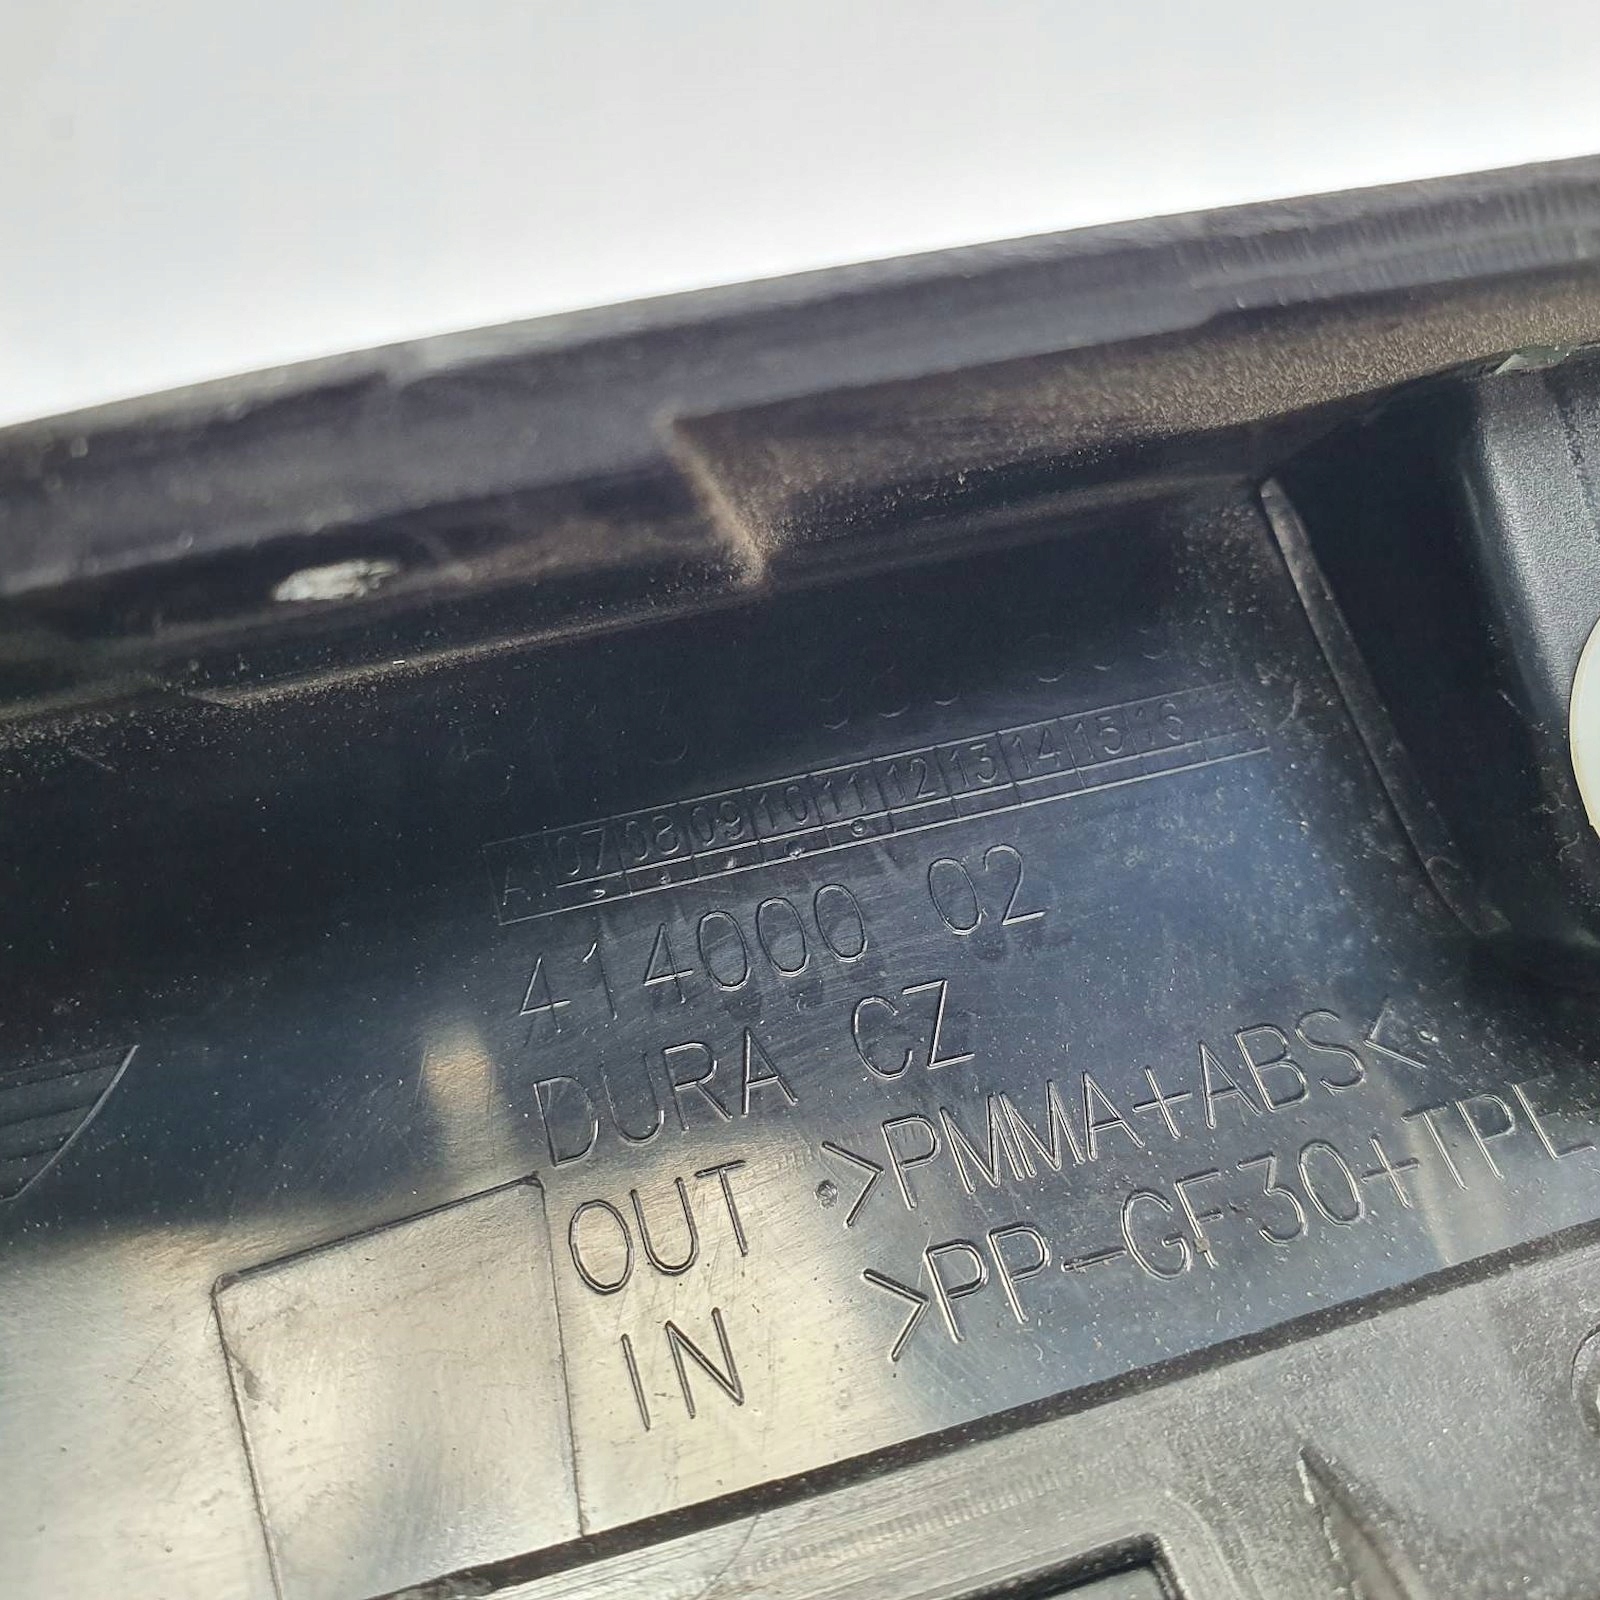 A 07 08 09 10 11 12 13 14 15 16
414000 02
DURA CZ
OUT >PMMA+ABS<
IN >PP-GF30+TPE